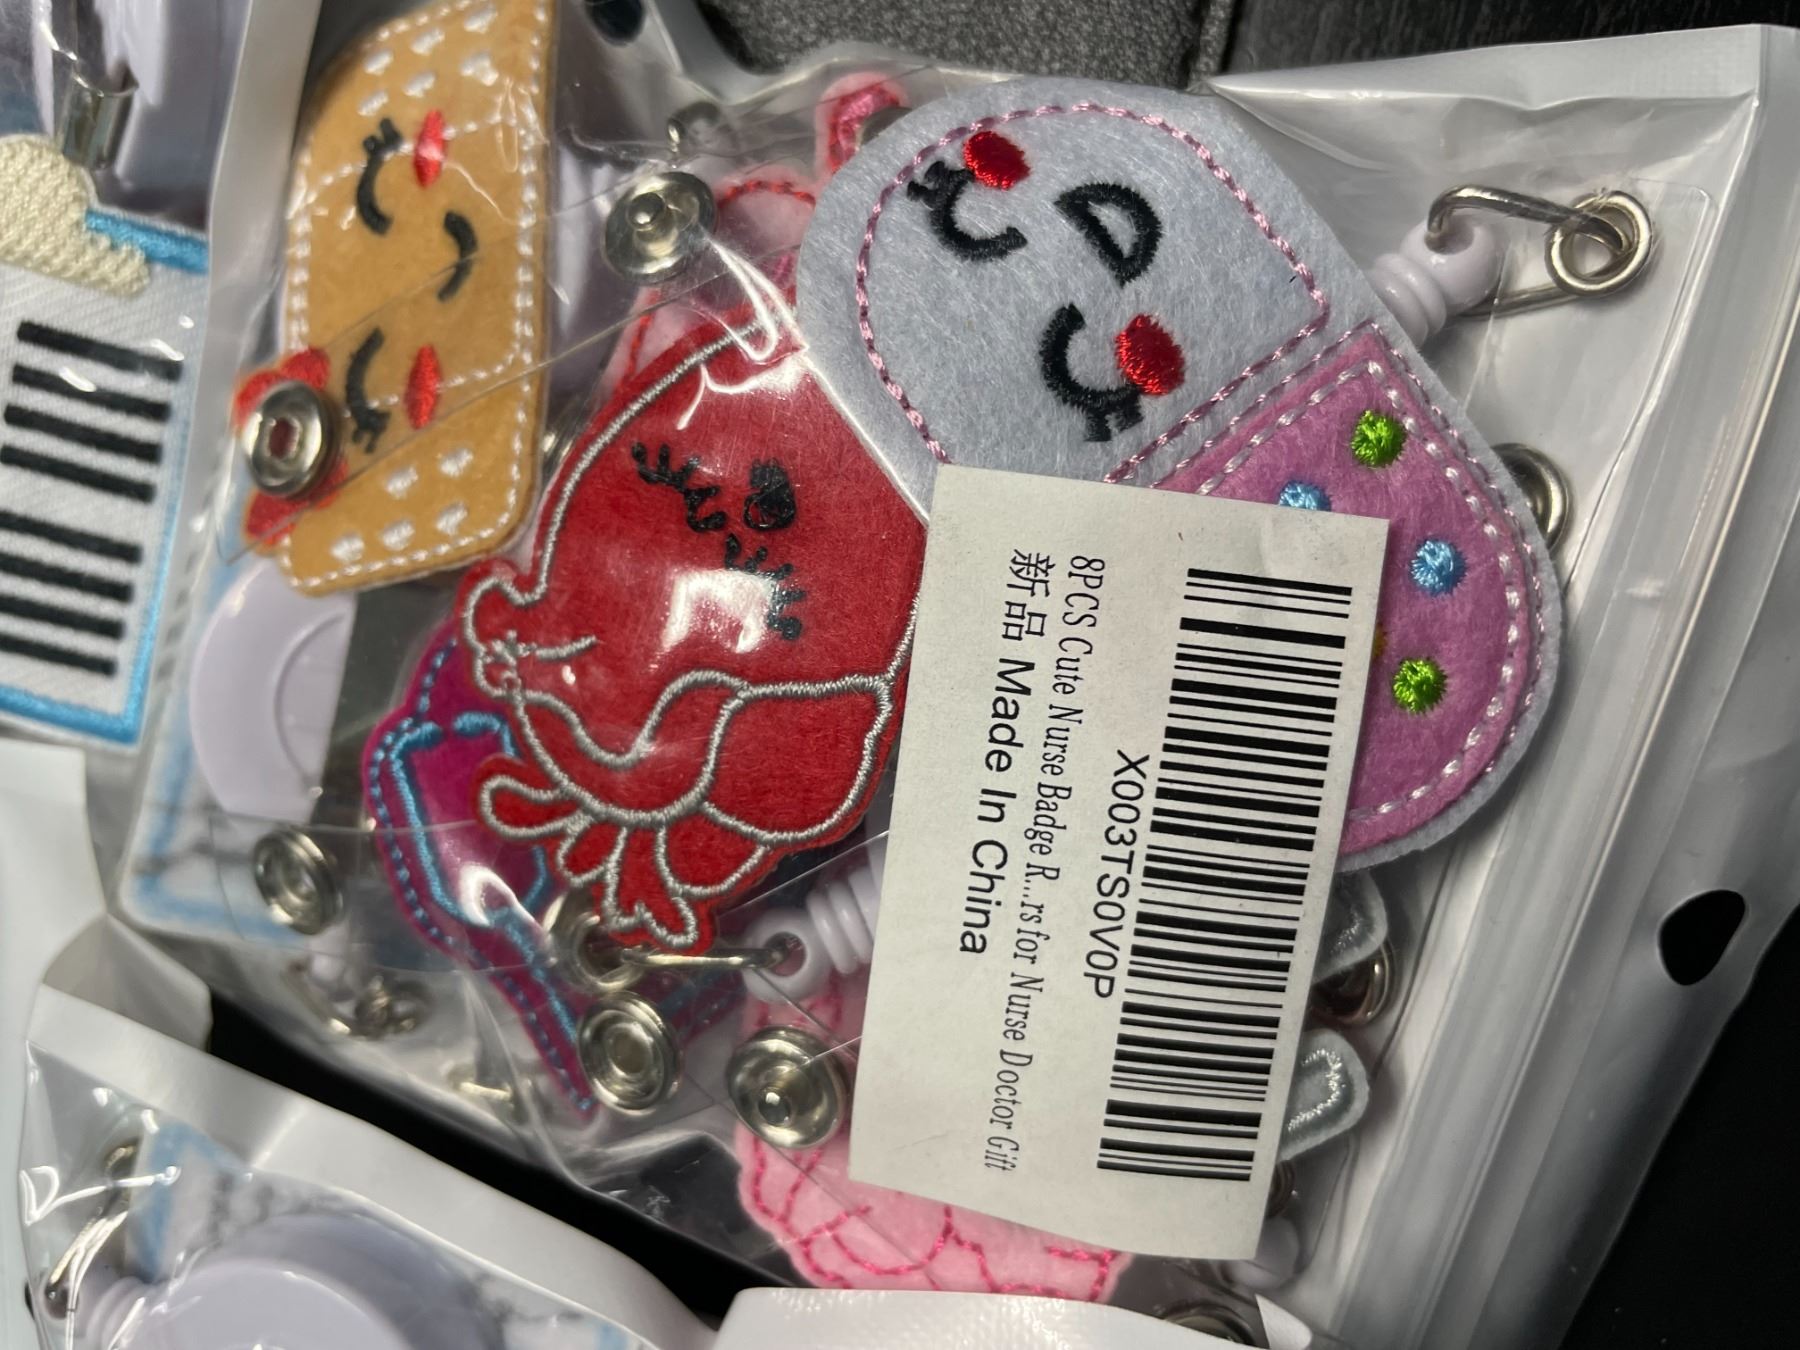 X003TS0V0P
8PCS Cute Nurse Badge R...rs for Nurse Doctor Gift
新品 Made In China